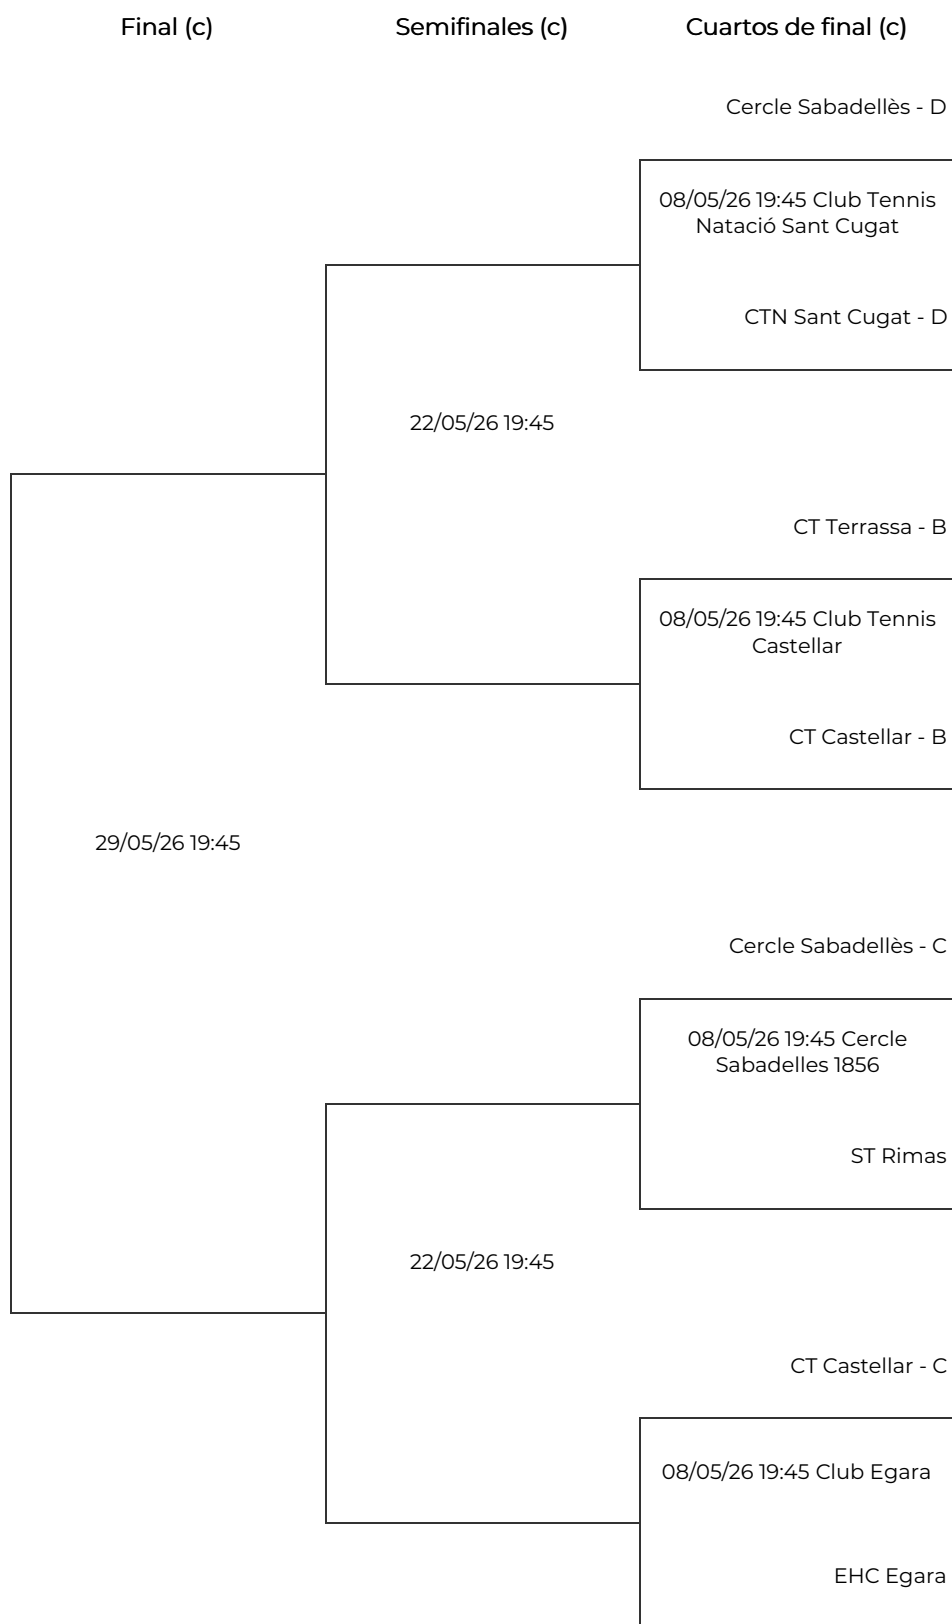 Final (c)
Semifinales (c)
Cuartos de final (c)
Cercle Sabadellès - D
08/05/26 19:45 Club Tennis
Natació Sant Cugat
CTN Sant Cugat - D
22/05/26 19:45
CT Terrassa - B
08/05/26 19:45 Club Tennis
Castellar
CT Castellar - B
29/05/26 19:45
Cercle Sabadellès - C
08/05/26 19:45 Cercle
Sabadelles 1856
ST Rimas
22/05/26 19:45
CT Castellar - C
08/05/26 19:45 Club Egara
EHC Egara